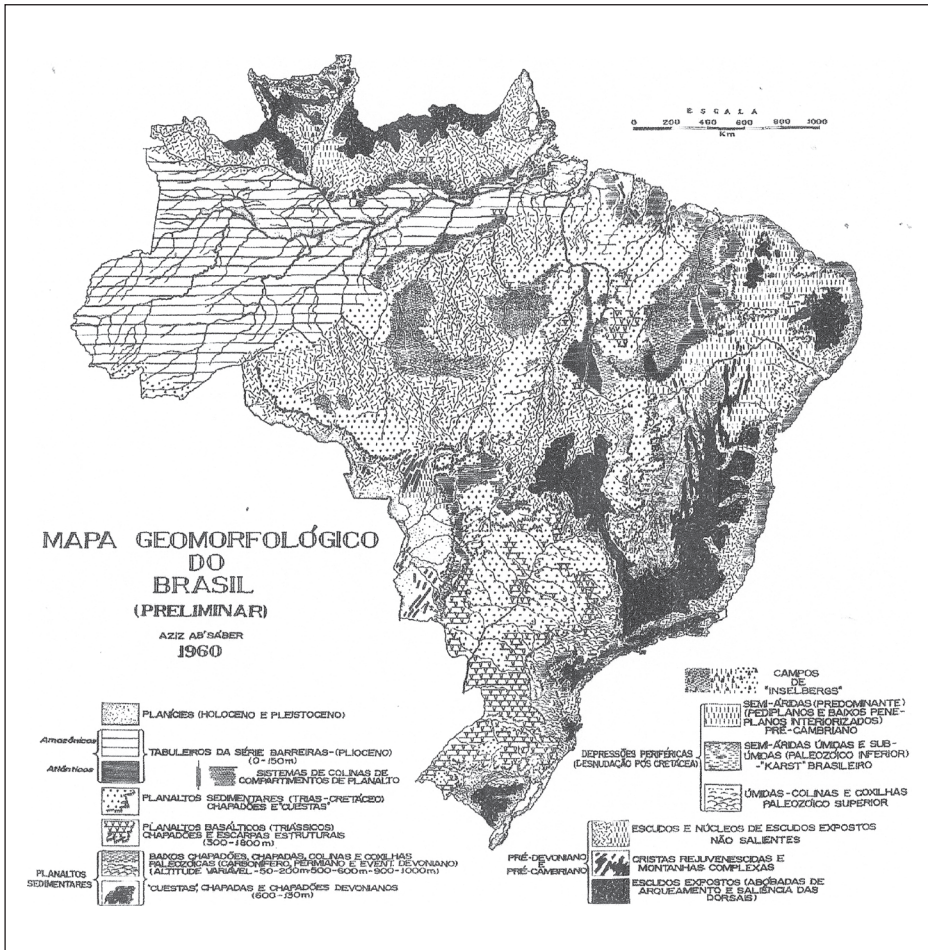 ESCALA
0 200 400 600 800 1000
Km
MAPA GEOMORFOLÓGICO
DO
BRASIL
(PRELIMINAR)
AZIZ AB'SÁBER
1960
PLANÍCIES (HOLOCENO E PLEISTOCENO)
Amazônicos
TABULEIROS DA SÉRIE BARREIRAS-(PLIOCENO)
(0-150m)
Atlânticos
SISTEMAS DE COLINAS DE
COMPARTIMENTOS DE PLANALTO
PLANALTOS SEDIMENTARES (TRIAS-CRETÁCEO)
CHAPADÕES E "CUESTAS"
PLANALTOS BASÁLTICOS (TRIÁSSICOS)
CHAPADÕES E ESCARPAS ESTRUTURAIS
(300-1800m)
PLANALTOS
SEDIMENTARES
BAIXOS CHAPADÕES, CHAPADAS, COLINAS E COXILHAS
PALEOZÓICAS (CARBONÍFERO, PERMIANO E EVENT. DEVONIANO)
(ALTITUDE VARIÁVEL-50-200m-500-600m-900-1000m)
"CUESTAS", CHAPADAS E CHAPADÕES DEVONIANOS
(600-130m)
CAMPOS
DE
"INSELBERGS"
DEPRESSÕES PERIFÉRICAS
(DESNUDAÇÃO PÓS CRETÁCEA)
SEMI-ÁRIDAS (PREDOMINANTE)
(PEDIPLANOS E BAIXOS PENE-
PLANOS INTERIORIZADOS)
PRÉ-CAMBRIANO
SEMI-ÁRIDAS ÚMIDAS E SUB-
ÚMIDAS (PALEOZÓICO INFERIOR)
-"KARST" BRASILEIRO
ÚMIDAS-COLINAS E COXILHAS
PALEOZÓICO SUPERIOR
PRÉ-DEVONIANO
E
PRÉ-CAMBRIANO
ESCUDOS E NÚCLEOS DE ESCUDOS EXPOSTOS
NÃO SALIENTES
CRISTAS REJUVENESCIDAS E
MONTANHAS COMPLEXAS
ESCUDOS EXPOSTOS (ABÓBADAS DE
ARQUEAMENTO E SALIÊNCIA DAS
DORSAIS)